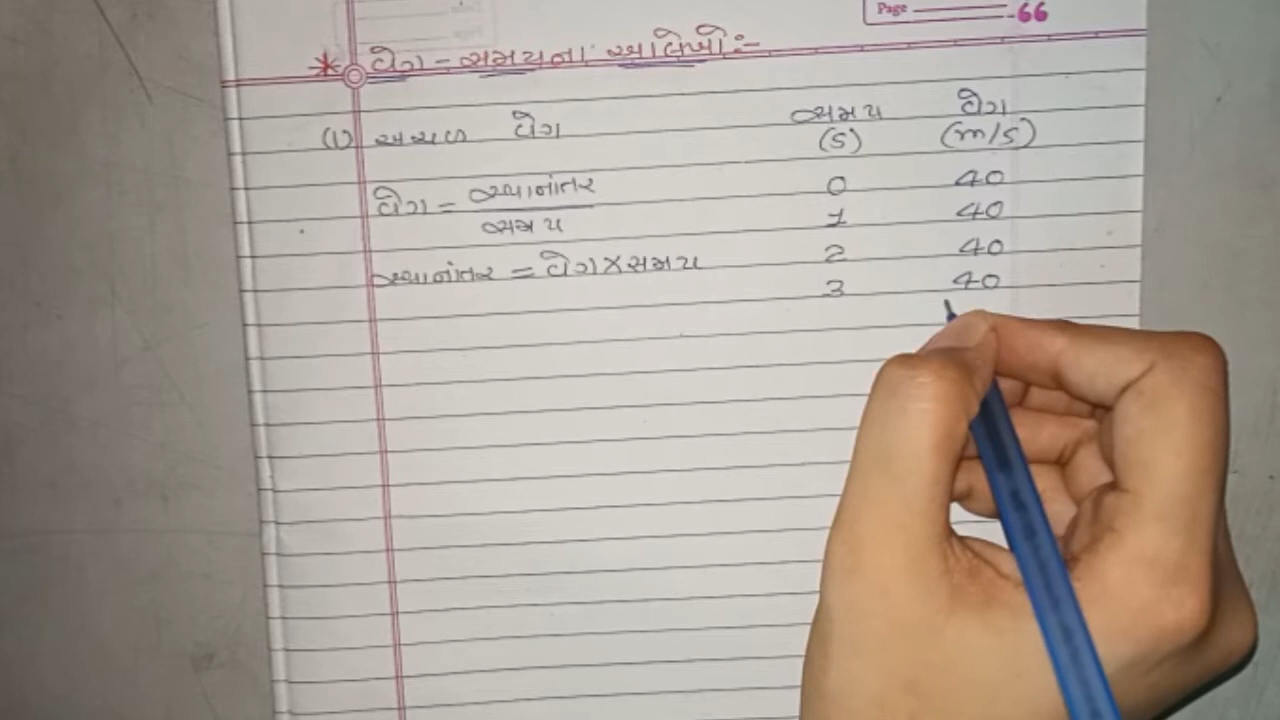 Page 66
* વેગ - સમયના આલેખો :-
(1) અચળ વેગ
વેગ = સ્થાનાંતર
સમય
સ્થાનાંતર = વેગ × સમય
સમય વેગ
(s) (m/s)
0 40
1 40
2 40
3 40